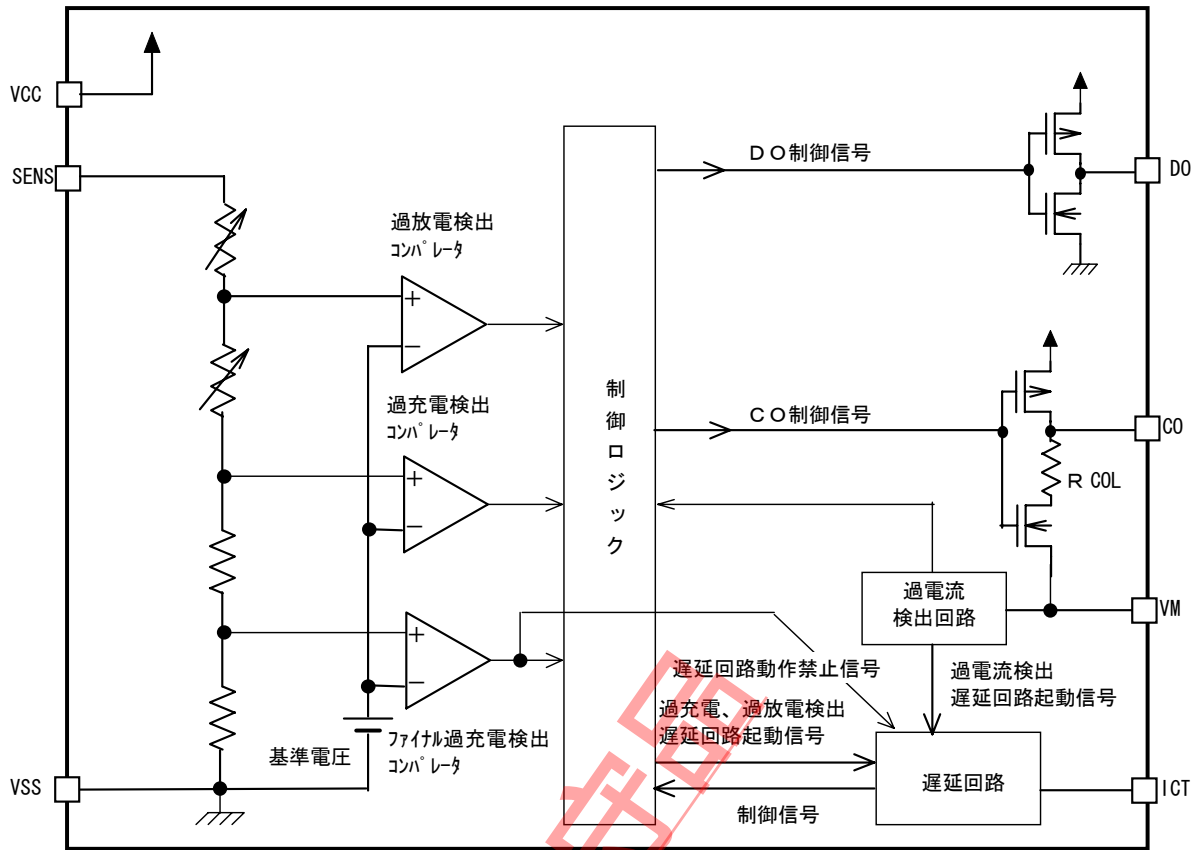 VCC
SENS
VSS
過放電検出
コンパレータ
過充電検出
コンパレータ
ファイナル過充電検出
コンパレータ
基準電圧
制御ロジック
DO制御信号
CO制御信号
R COL
過電流
検出回路
遅延回路動作禁止信号
過電流検出
遅延回路起動信号
過充電、過放電検出
遅延回路起動信号
制御信号
遅延回路
DO
CO
VM
ICT
守品